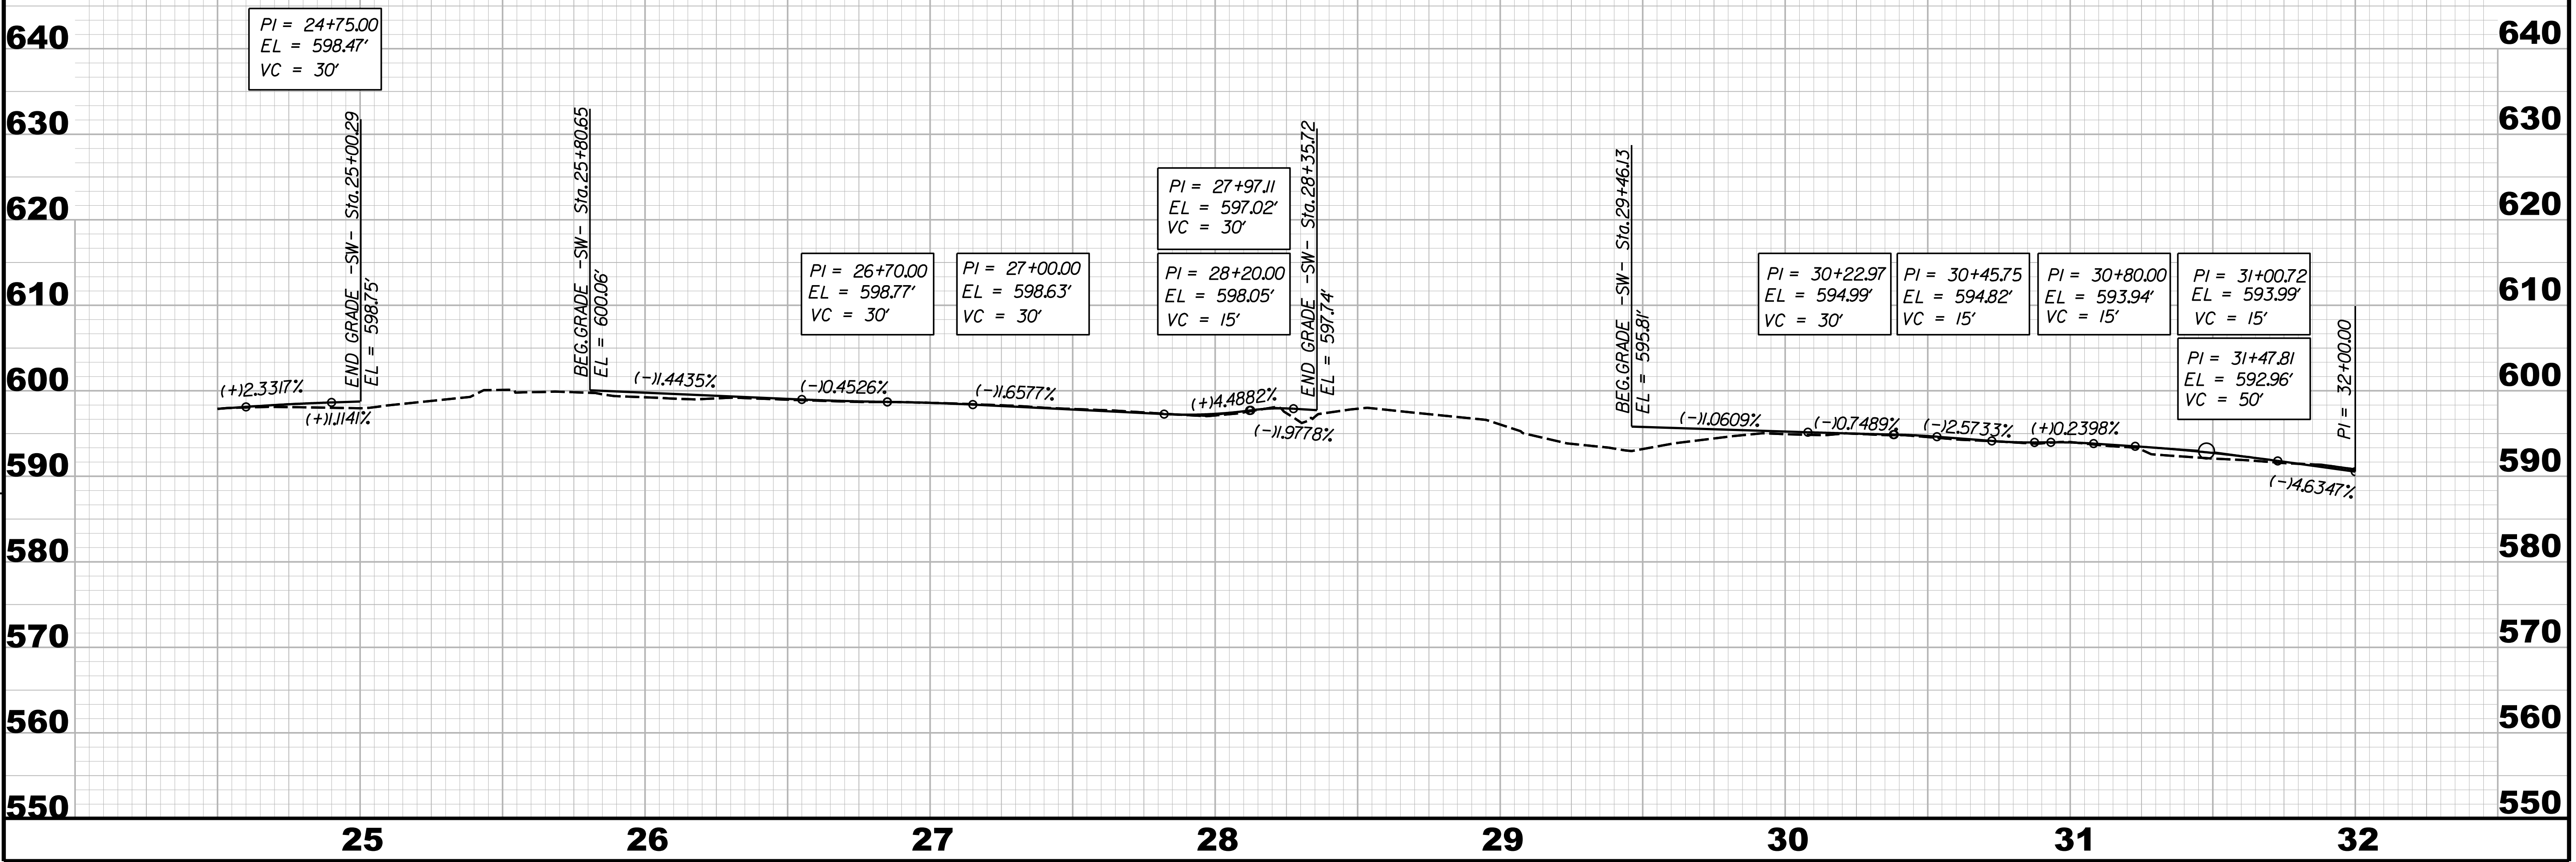 PI = 24+75.00
EL = 598.47'
VC = 30'
640
640
630
630
620
620
610
610
600
600
590
590
580
580
570
570
560
560
550
550
END GRADE -SW- Sta.25+00.29
EL = 598.75'
BEG.GRADE -SW- Sta.25+80.65
EL = 600.06'
PI = 26+70.00
EL = 598.77'
VC = 30'
PI = 27+00.00
EL = 598.63'
VC = 30'
PI = 27+97.11
EL = 597.02'
VC = 30'
PI = 28+20.00
EL = 598.05'
VC = 15'
END GRADE -SW- Sta.28+35.72
EL = 597.74'
BEG.GRADE -SW- Sta.29+46.13
EL = 595.81'
PI = 30+22.97
EL = 594.99'
VC = 30'
PI = 30+45.75
EL = 594.82'
VC = 15'
PI = 30+80.00
EL = 593.94'
VC = 15'
PI = 31+00.72
EL = 593.99'
VC = 15'
PI = 31+47.81
EL = 592.96'
VC = 50'
PI = 32+00.00
(+)2.3317%
(+)1.1141%
(-)1.4435%
(-)0.4526%
(-)1.6577%
(+)4.4882%
(-)1.9778%
(-)1.0609%
(-)0.7489%
(-)2.5733%
(+)0.2398%
(-)4.6347%
25 26 27 28 29 30 31 32